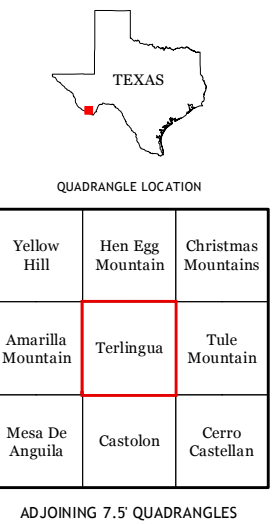 TEXAS
QUADRANGLE LOCATION
Yellow
Hill
Hen Egg
Mountain
Christmas
Mountains
Amarilla
Mountain
Terlingua
Tule
Mountain
Mesa De
Anguila
Castolon
Cerro
Castellan
ADJOINING 7.5' QUADRANGLES